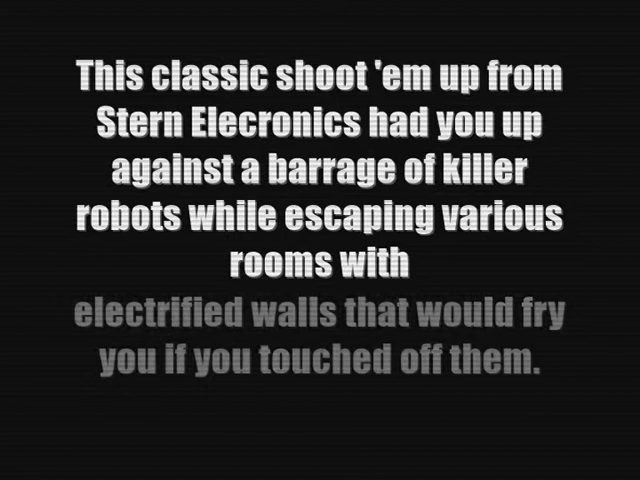 This classic shoot 'em up from
Stern Elecronics had you up
against a barrage of killer
robots while escaping various
rooms with
electrified walls that would fry
you if you touched off them.